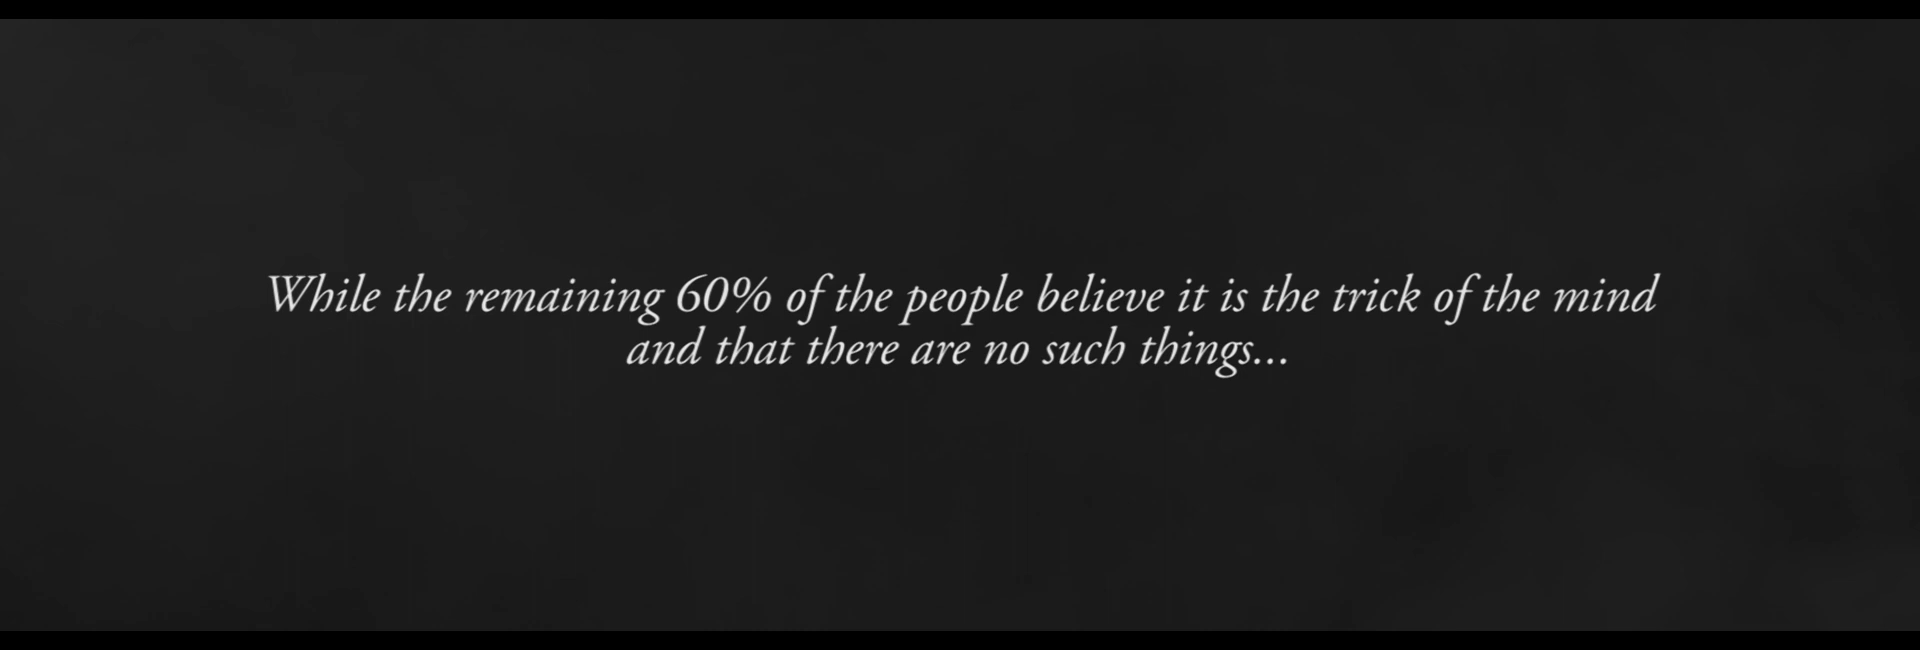 While the remaining 60% of the people believe it is the trick of the mind
and that there are no such things...